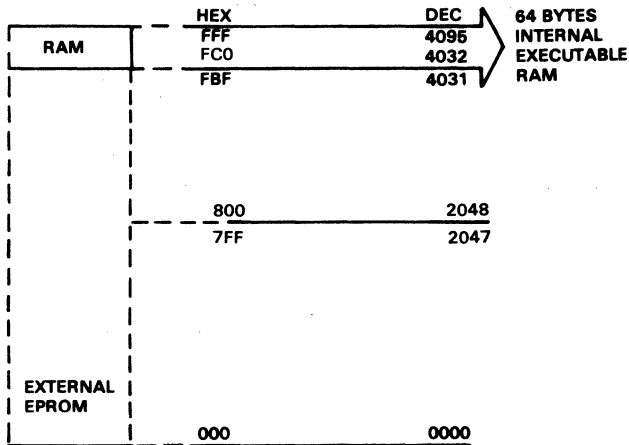 HEX DEC
FFF 4095
FC0 4032
FBF 4031
RAM
64 BYTES
INTERNAL
EXECUTABLE
RAM
800 2048
7FF 2047
EXTERNAL
EPROM
000 0000